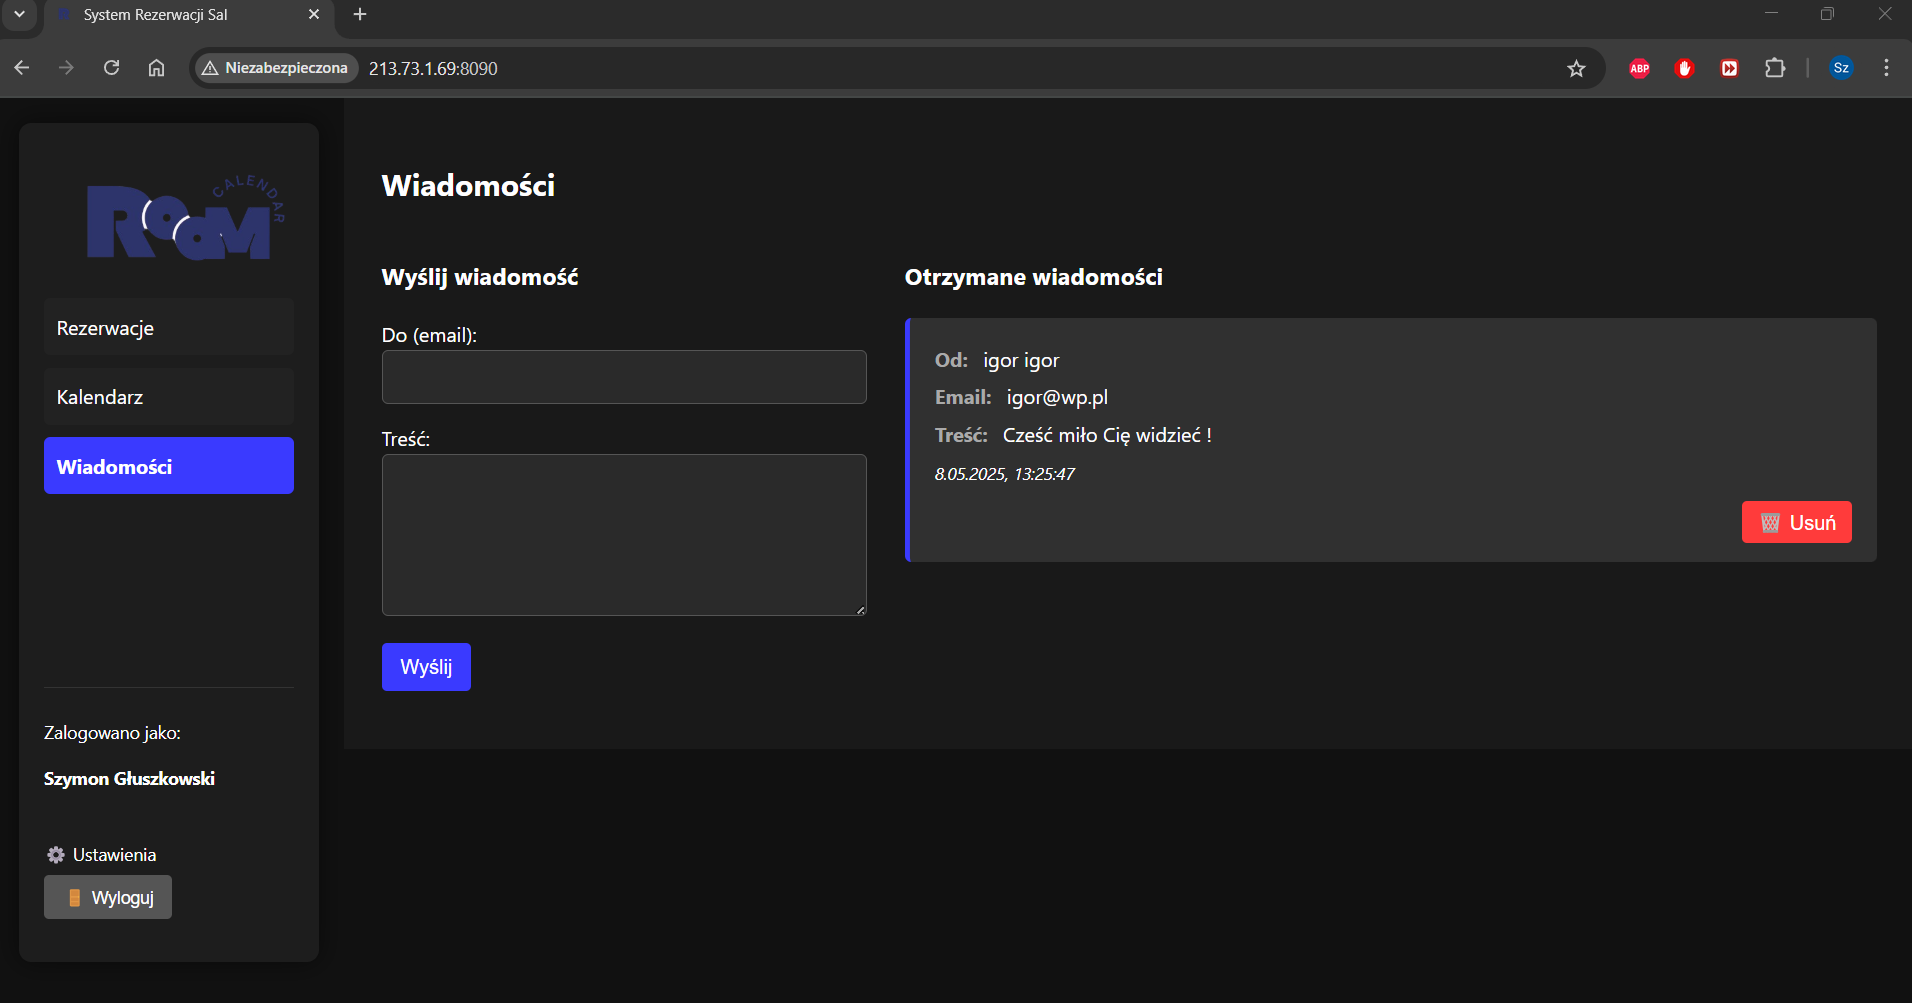 System Rezerwacji Sal
Niezabezpieczona 213.73.1.69:8090
ABP
Sz
ROOM CALENDAR
Rezerwacje
Kalendarz
Wiadomości
Zalogowano jako:
Szymon Głuszkowski
Ustawienia
Wyloguj
Wiadomości
Wyślij wiadomość
Do (email):
Treść:
Wyślij
Otrzymane wiadomości
Od: igor igor
Email: igor@wp.pl
Treść: Cześć miło Cię widzieć !
8.05.2025, 13:25:47
Usuń